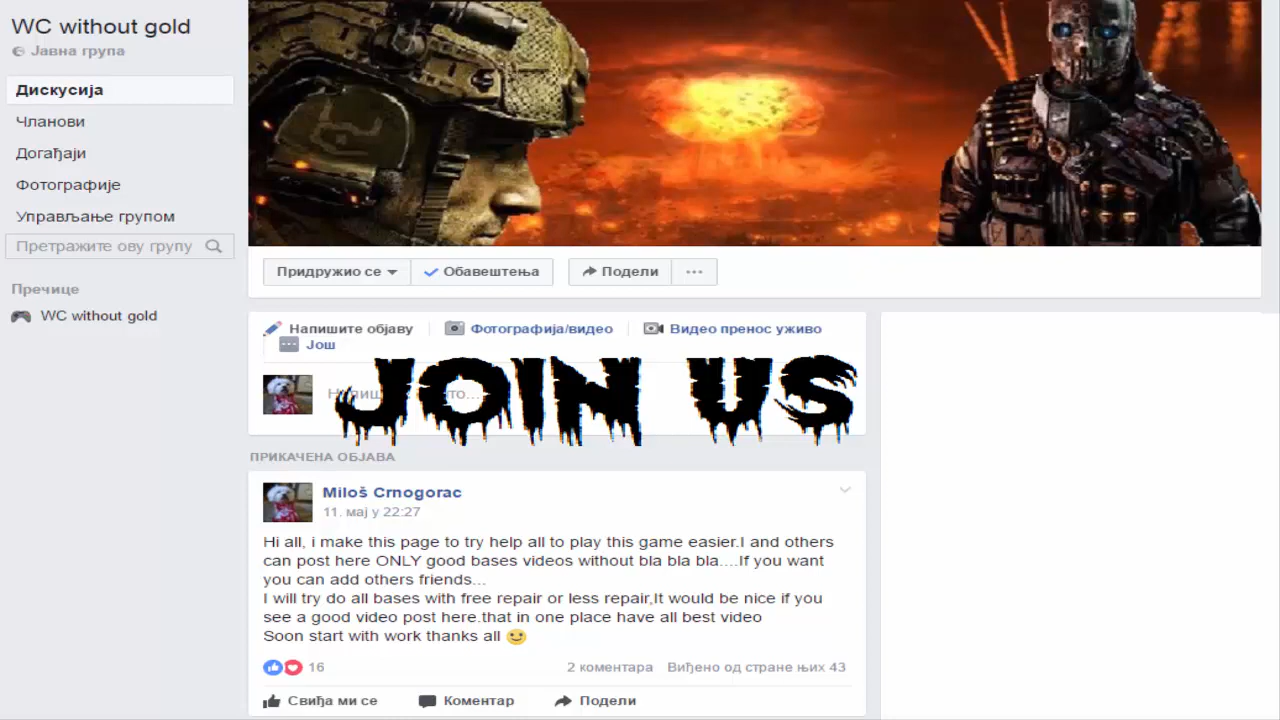 WC without gold
Јавна група
Дискусија
Чланови
Догађаји
Фотографије
Управљање групом
Претражите ову групу
Пречице
WC without gold
Придружио се
Обавештења
Подели
Напишите објаву
Фотографија/видео
Видео пренос уживо
Још
JOIN US
ПРИКАЧЕНА ОБЈАВА
Miloš Crnogorac
11. мај у 22:27
Hi all, i make this page to try help all to play this game easier.I and others
can post here ONLY good bases videos without bla bla bla....If you want
you can add others friends...
I will try do all bases with free repair or less repair,It would be nice if you
see a good video post here.that in one place have all best video
Soon start with work thanks all
16
2 коментара
Виђено од стране њих 43
Свиђа ми се
Коментар
Подели